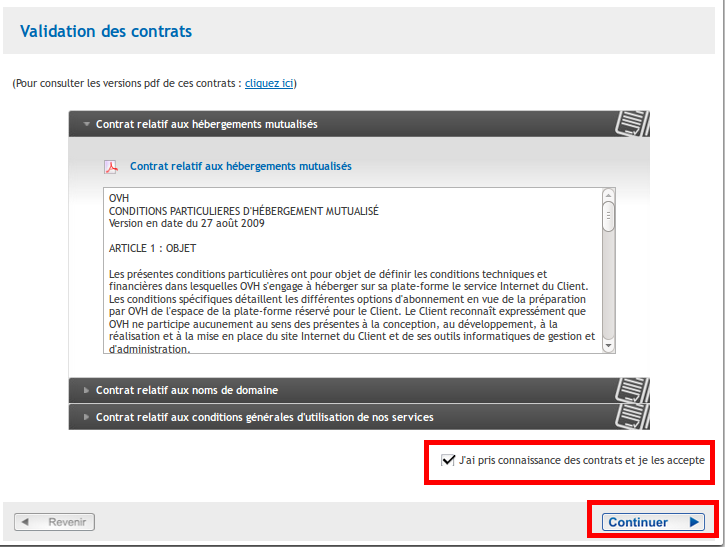 Validation des contrats
(Pour consulter les versions pdf de ces contrats : cliquez ici)
Contrat relatif aux hébergements mutualisés
Contrat relatif aux hébergements mutualisés
OVH
CONDITIONS PARTICULIERES D'HÉBERGEMENT MUTUALISÉ
Version en date du 27 août 2009
ARTICLE 1 : OBJET
Les présentes conditions particulières ont pour objet de définir les conditions techniques et
financières dans lesquelles OVH s'engage à héberger sur sa plate-forme le service Internet du Client.
Les conditions spécifiques détaillent les différentes options d'abonnement en vue de la préparation
par OVH de l'espace de la plate-forme réservé pour le Client. Le Client reconnaît expressément que
OVH ne participe aucunement au sens des présentes à la conception, au développement, à la
réalisation et à la mise en place du site Internet du Client et de ses outils informatiques de gestion et
d'administration.
Contrat relatif aux noms de domaine
Contrat relatif aux conditions générales d'utilisation de nos services
J'ai pris connaissance des contrats et je les accepte
Revenir
Continuer